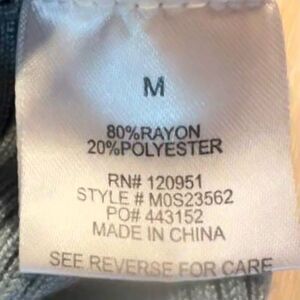 M
80%RAYON
20%POLYESTER
RN# 120951
STYLE # M0S23562
PO# 443152
MADE IN CHINA
SEE REVERSE FOR CARE